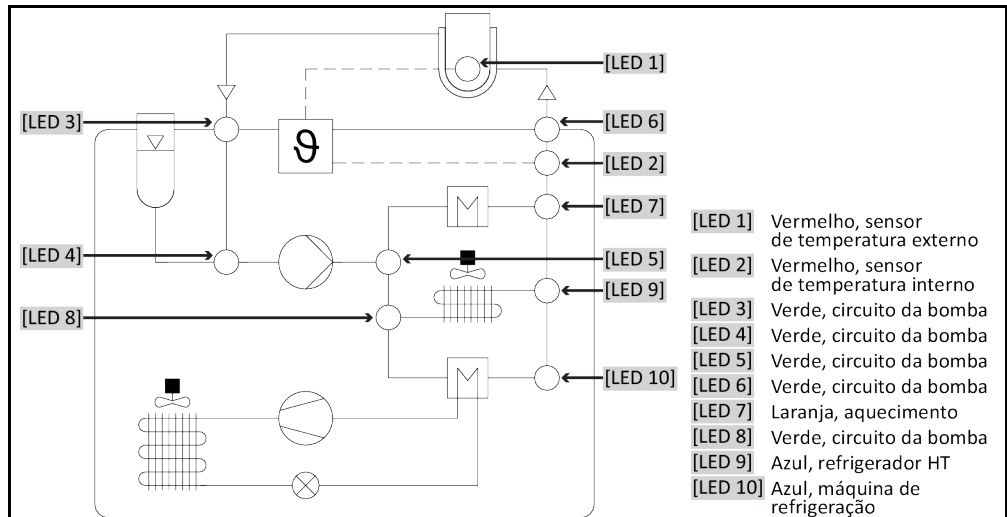 [LED 1]
[LED 3]
[LED 6]
ϑ
[LED 2]
[LED 7]
[LED 4]
[LED 5]
[LED 9]
[LED 8]
[LED 10]
[LED 1] Vermelho, sensor
de temperatura externo
[LED 2] Vermelho, sensor
de temperatura interno
[LED 3] Verde, circuito da bomba
[LED 4] Verde, circuito da bomba
[LED 5] Verde, circuito da bomba
[LED 6] Verde, circuito da bomba
[LED 7] Laranja, aquecimento
[LED 8] Verde, circuito da bomba
[LED 9] Azul, refrigerador HT
[LED 10] Azul, máquina de
refrigeração